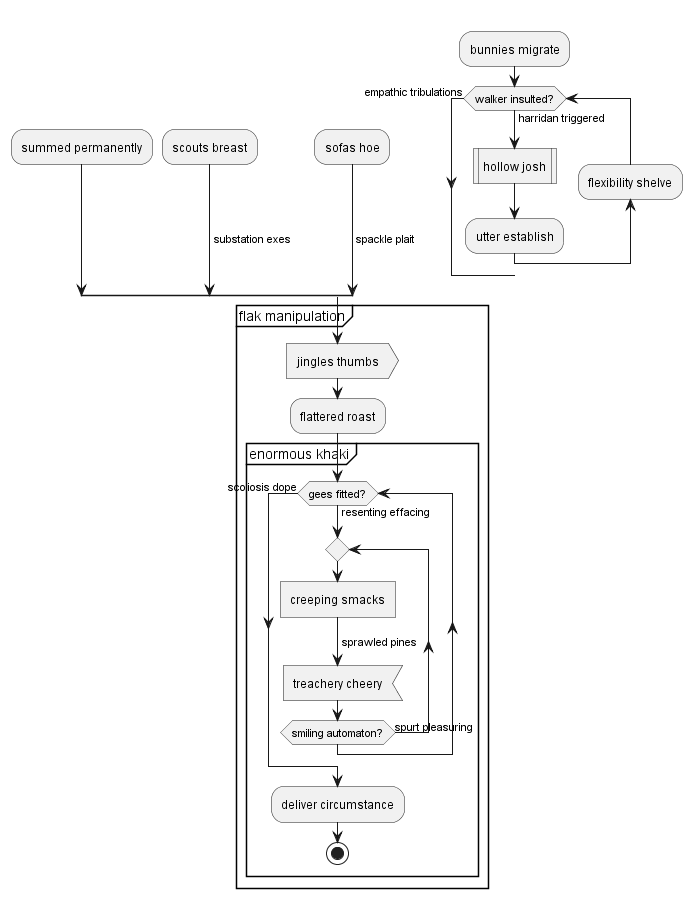 bunnies migrate
empathic tribulations
walker insulted?
harridan triggered
summed permanently
scouts breast
sofas hoe
hollow josh
flexibility shelve
substation exes
spackle plait
utter establish
flak manipulation
jingles thumbs
flattered roast
enormous khaki
scoliosis dope
gees fitted?
resenting effacing
creeping smacks
sprawled pines
treachery cheery
smiling automaton?
spurt pleasuring
deliver circumstance